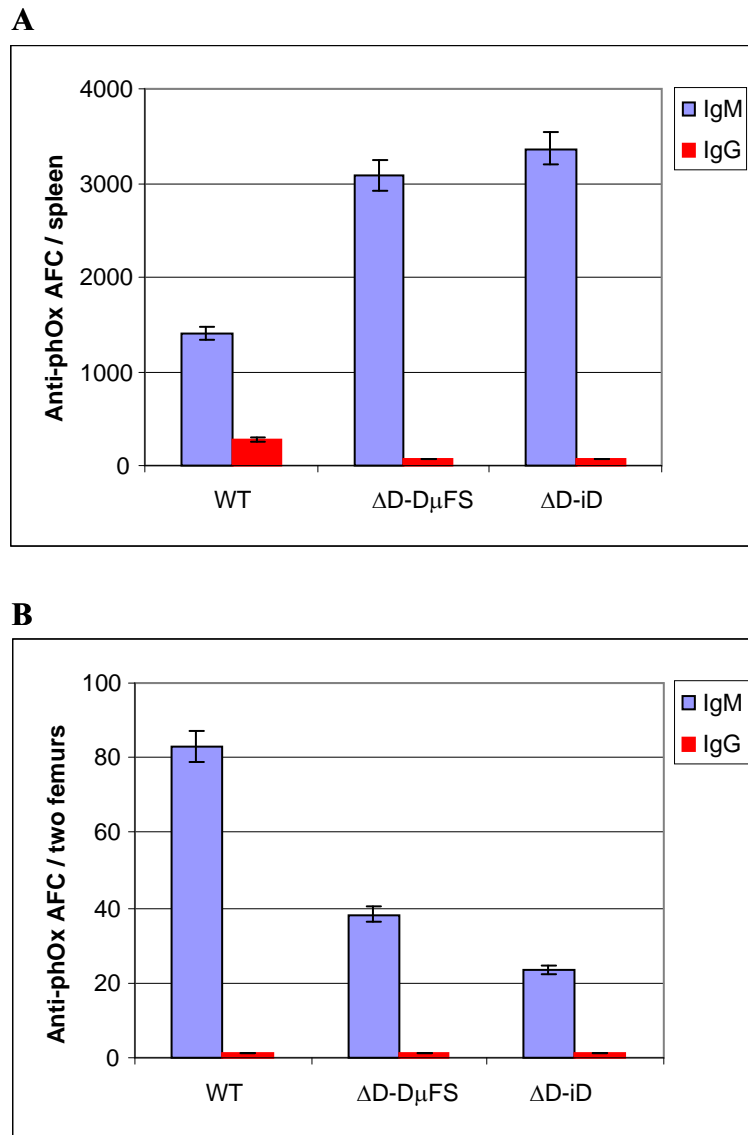 A
Anti-phOx AFC / spleen
4000
3000
2000
1000
0
WT
ΔD-DμFS
ΔD-iD
IgM
IgG
B
Anti-phOx AFC / two femurs
100
80
60
40
20
0
WT
ΔD-DμFS
ΔD-iD
IgM
IgG